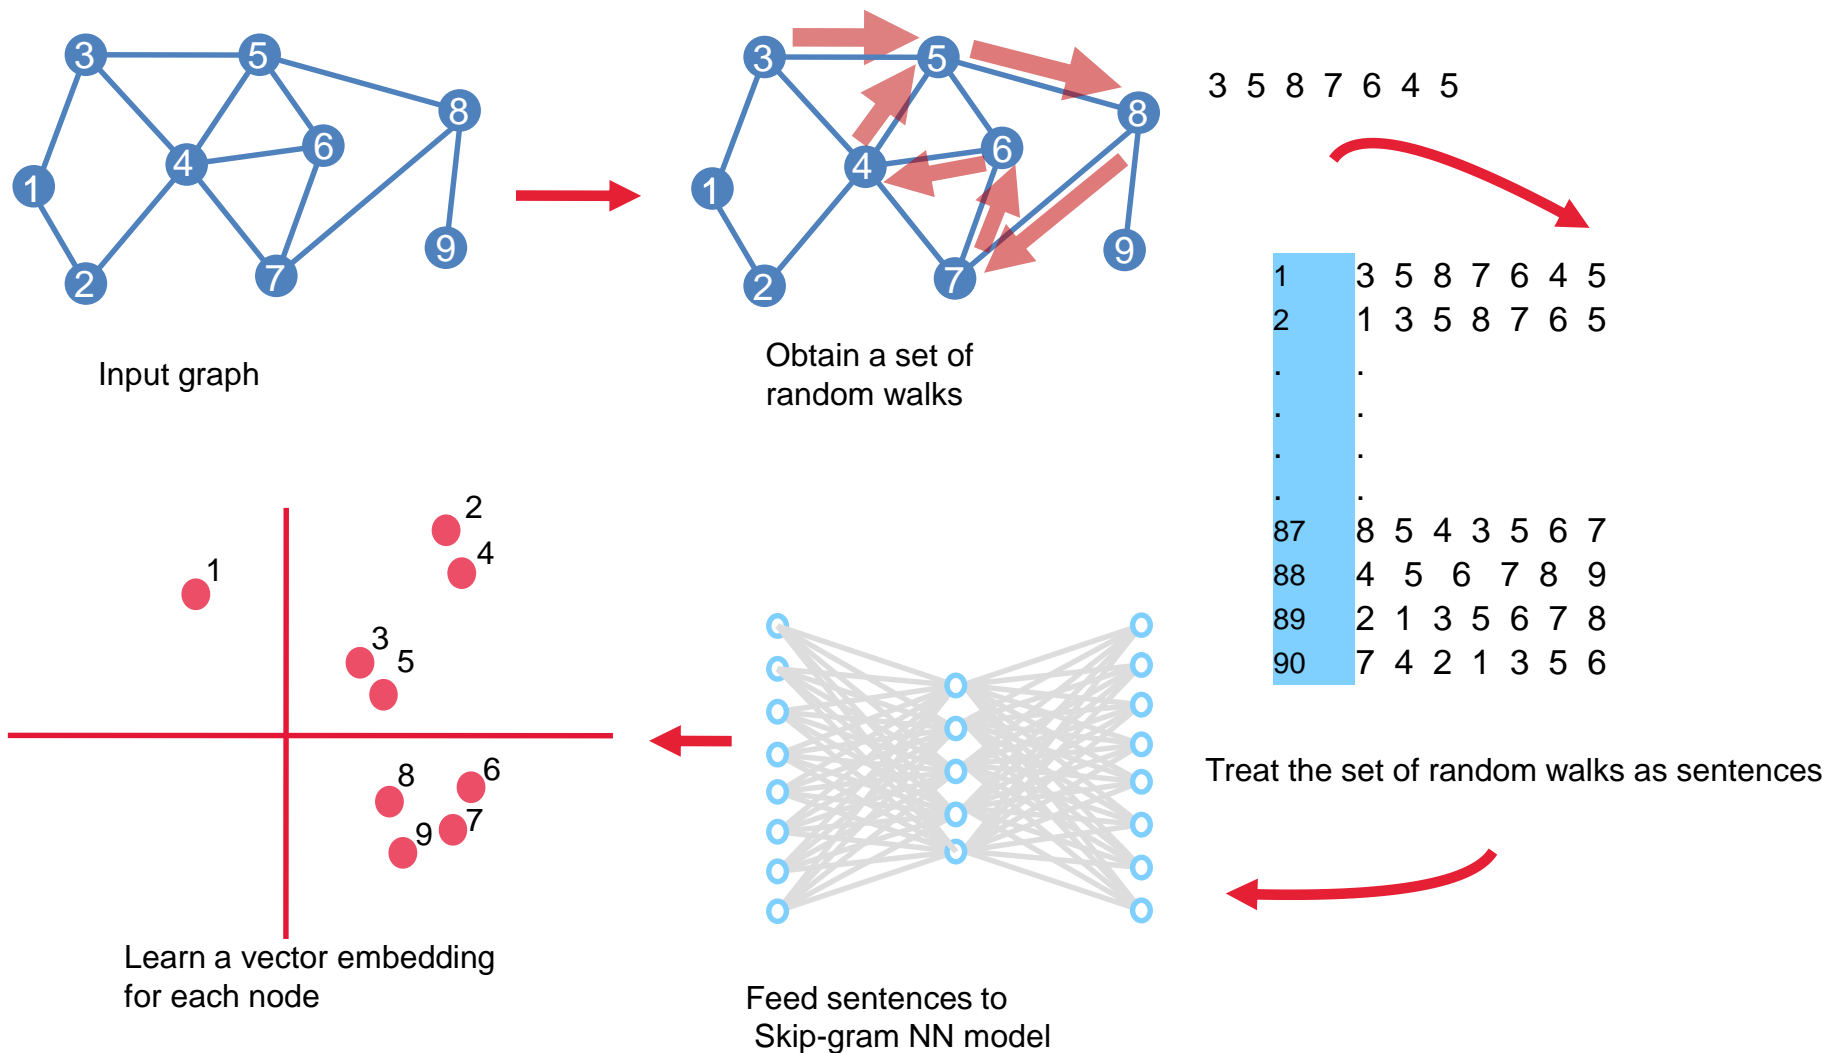 3 5
8
6
4
1
9
7
2
Input graph
3 5
8
6
4
1
9
7
2
Obtain a set of
random walks
3 5 8 7 6 4 5
1 3 5 8 7 6 4 5
2 1 3 5 8 7 6 5
. .
. .
. .
. .
87 8 5 4 3 5 6 7
88 4 5 6 7 8 9
89 2 1 3 5 6 7 8
90 7 4 2 1 3 5 6
Treat the set of random walks as sentences
Feed sentences to
Skip-gram NN model
2
4
1
3
5
6
8
7
9
Learn a vector embedding
for each node